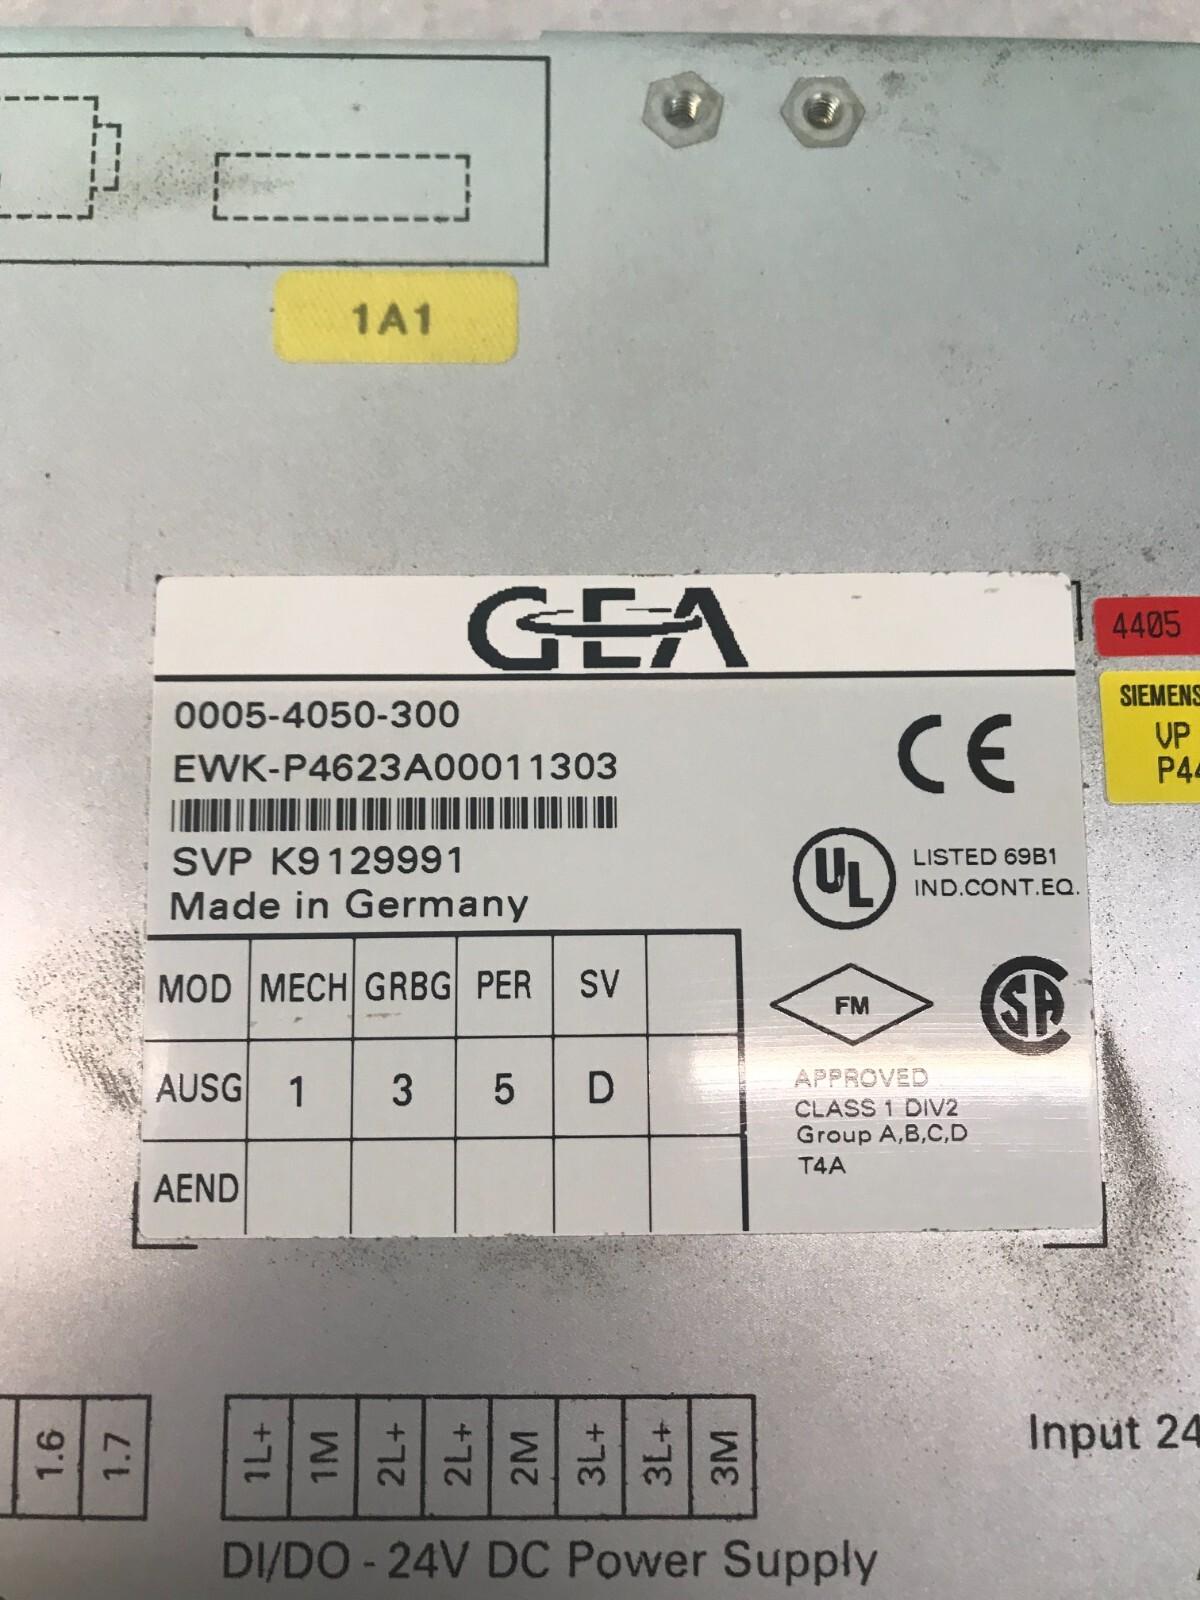 1A1
GEA
4405
SIEMENS
VP
0005-4050-300
EWK-P4623A00011303
CE
SVP K9129991
Made in Germany
UL LISTED 69B1
IND.CONT.EQ.
MOD MECH GRBG PER SV
AUSG 1 3 5 D
AEND
FM
SA
APPROVED
CLASS 1 DIV2
Group A,B,C,D
T4A
1.6 1.7 1L+ 1M 2L+ 2L+ 2M 3L+ 3L+ 3M
Input 24
DI/DO - 24V DC Power Supply